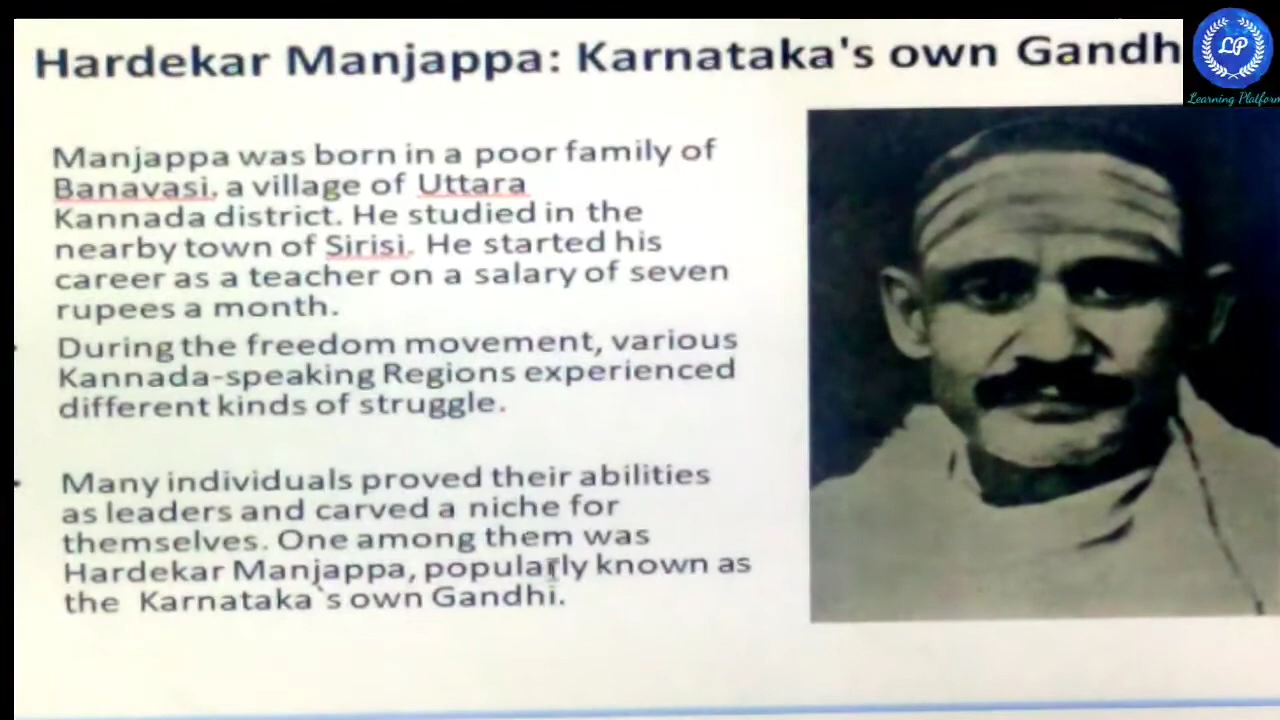 Hardekar Manjappa: Karnataka's own Gandh
LP
Learning Platform
Manjappa was born in a poor family of
Banavasi, a village of Uttara
Kannada district. He studied in the
nearby town of Sirisi. He started his
career as a teacher on a salary of seven
rupees a month.
During the freedom movement, various
Kannada-speaking Regions experienced
different kinds of struggle.
Many individuals proved their abilities
as leaders and carved a niche for
themselves. One among them was
Hardekar Manjappa, popularly known as
the Karnataka`s own Gandhi.